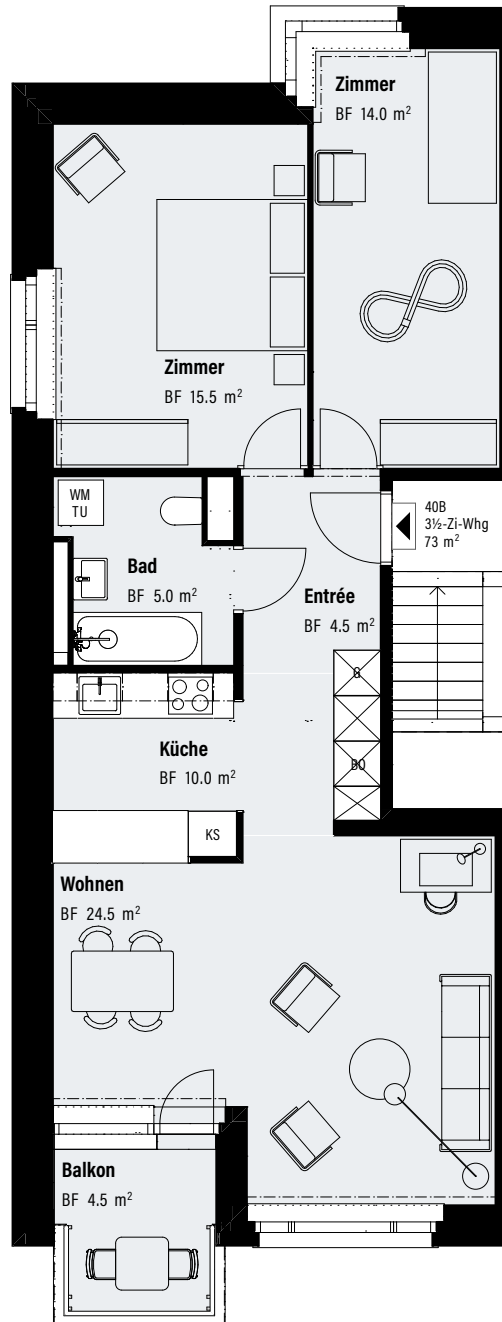 Zimmer
BF 14.0 m²
Zimmer
BF 15.5 m²
WM
TU
40B
3½-Zi-Whg
73 m²
Bad
BF 5.0 m²
Entrée
BF 4.5 m²
G
Küche
BF 10.0 m²
BO
KS
Wohnen
BF 24.5 m²
Balkon
BF 4.5 m²